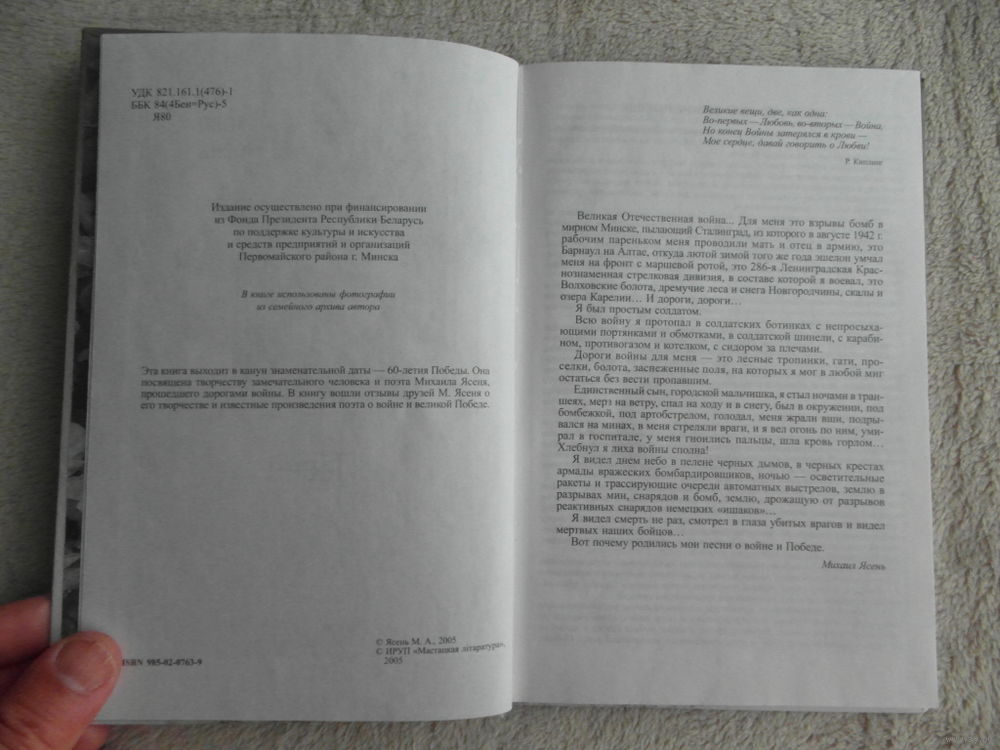 УДК 821.161.1(476)-1
ББК 84(4Беи=Рус)-5
Я80
Издание осуществлено при финансировании
из Фонда Президента Республики Беларусь
по поддержке культуры и искусства
и средств предприятий и организаций
Первомайского района г. Минска
В книге использованы фотографии
из семейного архива автора
Эта книга выходит в канун знаменательной даты — 60-летия Победы. Она
посвящена творчеству замечательного человека и поэта Михаила Ясеня,
прошедшего дорогами войны. В книгу вошли отзывы друзей М. Ясеня о
его творчестве и известные произведения поэта о войне и великой Победе.
© Ясень М. А., 2005
© ИРУП «Мастацкая літаратура»,
2005
ISBN 985-02-0763-9
Великие вещи, две, как одна:
Во-первых — Любовь, во-вторых — Война,
Но конец Войны затерялся в крови —
Мое сердце, давай говорить о Любви!
Р. Киплинг
Великая Отечественная война... Для меня это взрывы бомб в
мирном Минске, пылающий Сталинград, из которого в августе 1942 г.
рабочим пареньком меня проводили мать и отец в армию, это
Барнаул на Алтае, откуда лютой зимой того же года эшелон умчал
меня на фронт с маршевой ротой, это 286-я Ленинградская Крас-
нознаменная стрелковая дивизия, в составе которой я воевал, это
Волховские болота, дремучие леса и снега Новгородчины, скалы и
озера Карелии... И дороги, дороги...
Я был простым солдатом.
Всю войну я протопал в солдатских ботинках с непросыха-
ющими портянками и обмотками, в солдатской шинели, с караби-
ном, противогазом и котелком, с сидором за плечами.
Дороги войны для меня — это лесные тропинки, гати, про-
селки, болота, заснеженные поля, на которых я мог в любой миг
остаться без вести пропавшим.
Единственный сын, городской мальчишка, я стыл ночами в тран-
шеях, мерз на ветру, спал на ходу и в снегу, был в окружении, под
бомбежкой, под артобстрелом, голодал, меня жрали вши, подры-
вался на минах, в меня стреляли враги, и я вел огонь по ним, уми-
рал в госпитале, у меня гноились пальцы, шла кровь горлом...
Хлебнул я лиха войны сполна!
Я видел днем небо в пелене черных дымов, в черных крестах
армады вражеских бомбардировщиков, ночью — осветительные
ракеты и трассирующие очереди автоматных выстрелов, землю в
разрывах мин, снарядов и бомб, землю, дрожащую от разрывов
реактивных снарядов немецких «ишаков»...
Я видел смерть не раз, смотрел в глаза убитых врагов и видел
мертвых наших бойцов...
Вот почему родились мои песни о войне и Победе.
Михаил Ясень